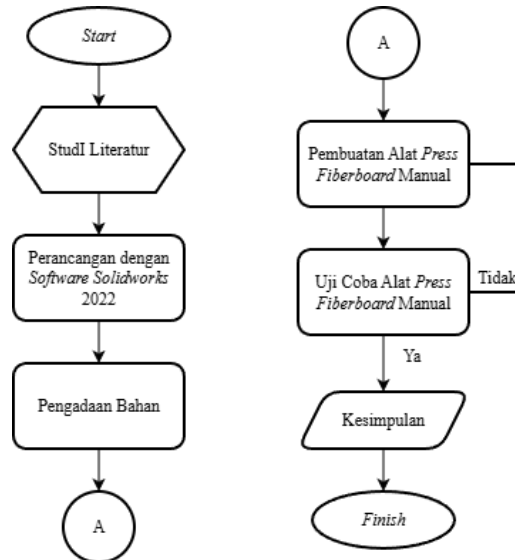 Start
StudI Literatur
Perancangan dengan
Software Solidworks
2022
Pengadaan Bahan
A
A
Pembuatan Alat Press
Fiberboard Manual
Uji Coba Alat Press
Fiberboard Manual
Tidak
Ya
Kesimpulan
Finish